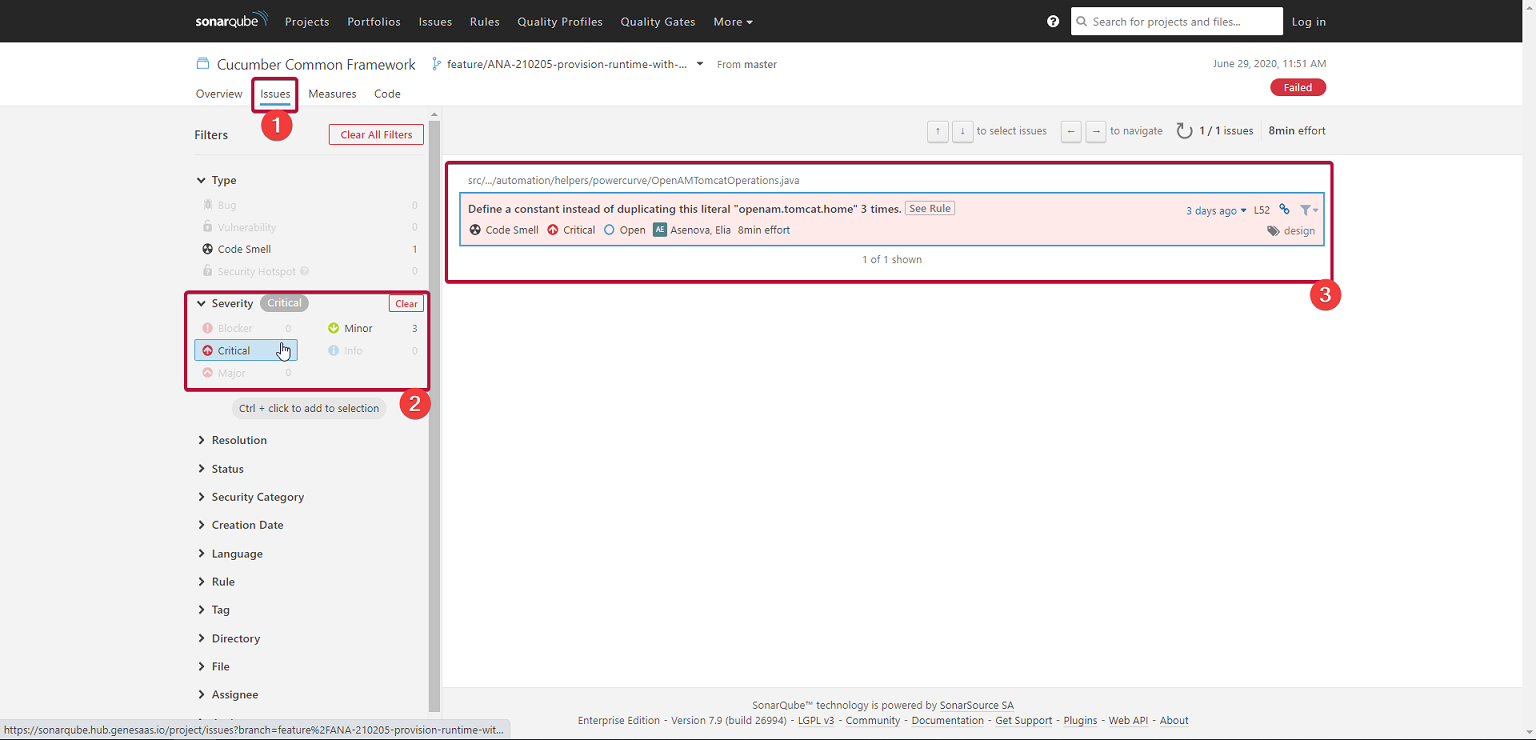 sonarqube Projects Portfolios Issues Rules Quality Profiles Quality Gates More Search for projects and files... Log in
Cucumber Common Framework feature/ANA-210205-provision-runtime-with-... From master June 29, 2020, 11:51 AM
Overview Issues Measures Code Failed
1
Filters Clear All Filters ↑ ↓ to select issues ← → to navigate 1 / 1 issues 8min effort
Type
Bug 0
Vulnerability 0
Code Smell 1
Security Hotspot 0
Severity Critical Clear
Blocker 0 Minor 3
Critical Info 0
Major 0
Ctrl + click to add to selection
2
Resolution
Status
Security Category
Creation Date
Language
Rule
Tag
Directory
File
Assignee
src/.../automation/helpers/powercurve/OpenAMTomcatOperations.java
Define a constant instead of duplicating this literal "openam.tomcat.home" 3 times. See Rule 3 days ago L52
Code Smell Critical Open AE Asenova, Elia 8min effort design
1 of 1 shown
3
SonarQube™ technology is powered by SonarSource SA
Enterprise Edition - Version 7.9 (build 26994) - LGPL v3 - Community - Documentation - Get Support - Plugins - Web API - About
https://sonarqube.hub.genesaas.io/project/issues?branch=feature%2FANA-210205-provision-runtime-wit...